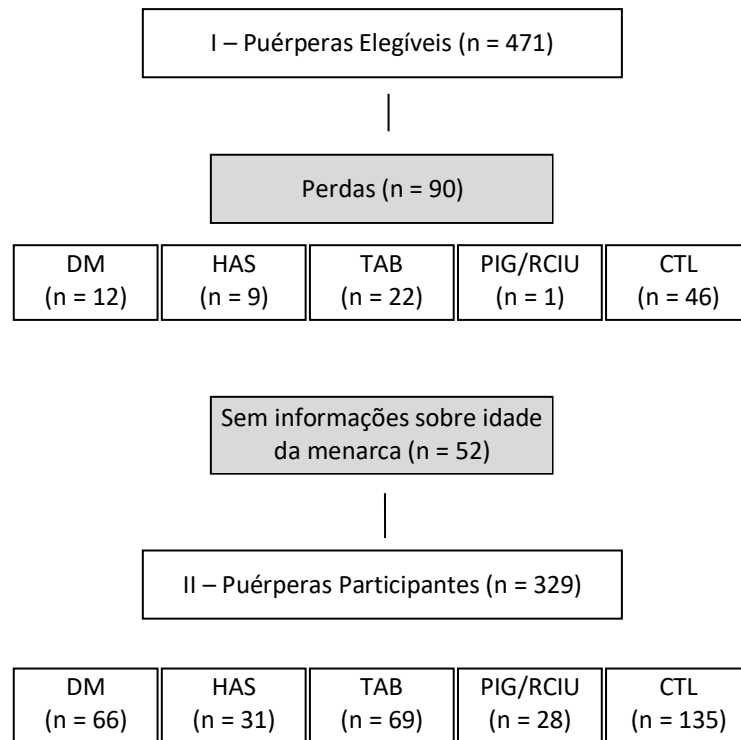 I – Puérperas Elegíveis (n = 471)
Perdas (n = 90)
DM
(n = 12)
HAS
(n = 9)
TAB
(n = 22)
PIG/RCIU
(n = 1)
CTL
(n = 46)
Sem informações sobre idade
da menarca (n = 52)
II – Puérperas Participantes (n = 329)
DM
(n = 66)
HAS
(n = 31)
TAB
(n = 69)
PIG/RCIU
(n = 28)
CTL
(n = 135)